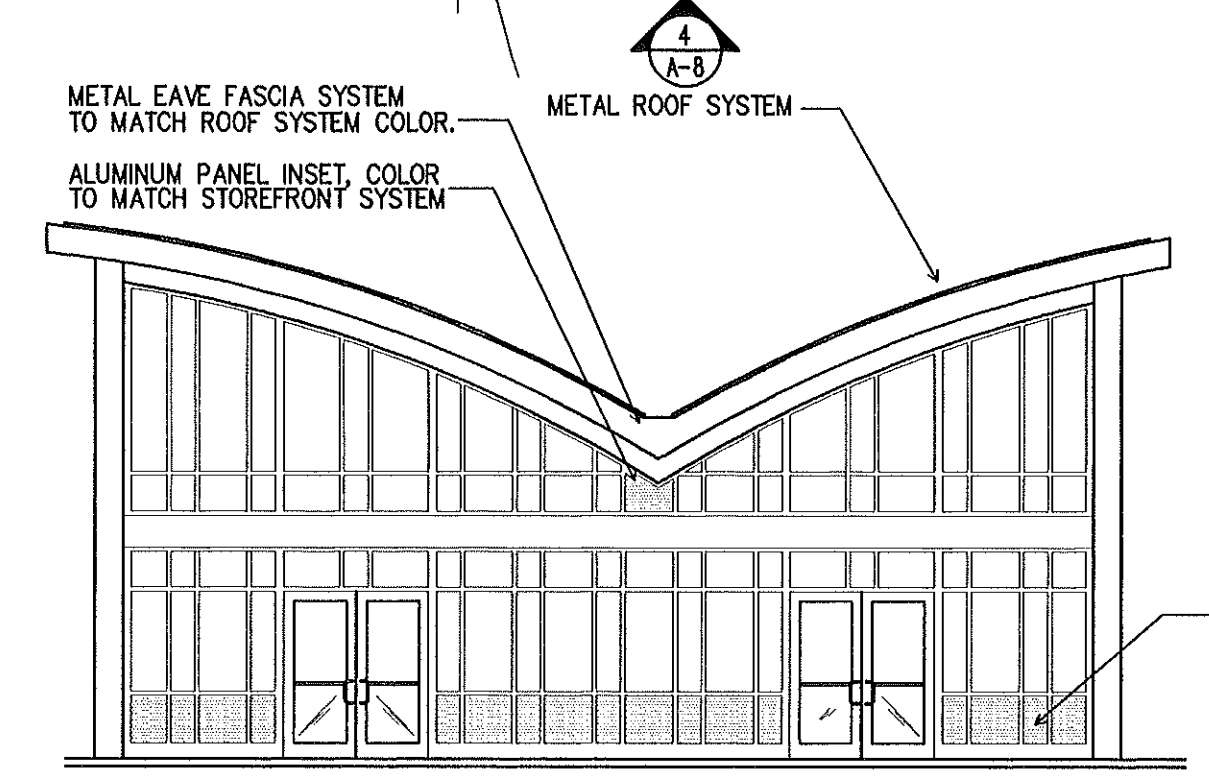 4
A-8
METAL EAVE FASCIA SYSTEM
TO MATCH ROOF SYSTEM COLOR.
METAL ROOF SYSTEM
ALUMINUM PANEL INSET, COLOR
TO MATCH STOREFRONT SYSTEM